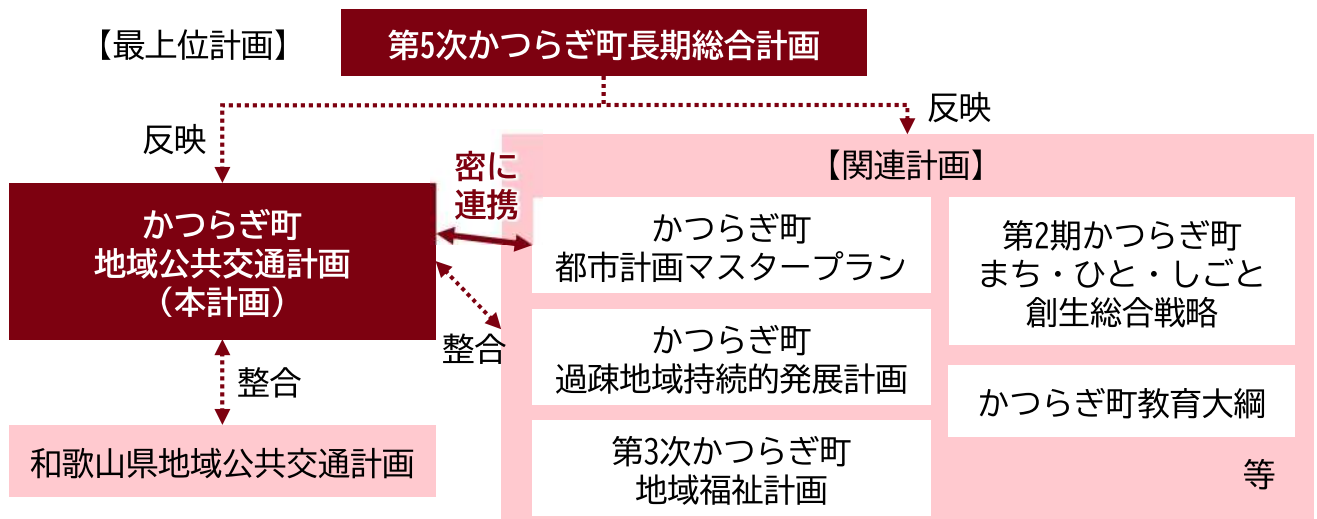 【最上位計画】
第5次かつらぎ町長期総合計画
反映
反映
かつらぎ町
地域公共交通計画
（本計画）
密に
連携
整合
整合
和歌山県地域公共交通計画
【関連計画】
かつらぎ町
都市計画マスタープラン
かつらぎ町
過疎地域持続的発展計画
第3次かつらぎ町
地域福祉計画
第2期かつらぎ町
まち・ひと・しごと
創生総合戦略
かつらぎ町教育大綱
等